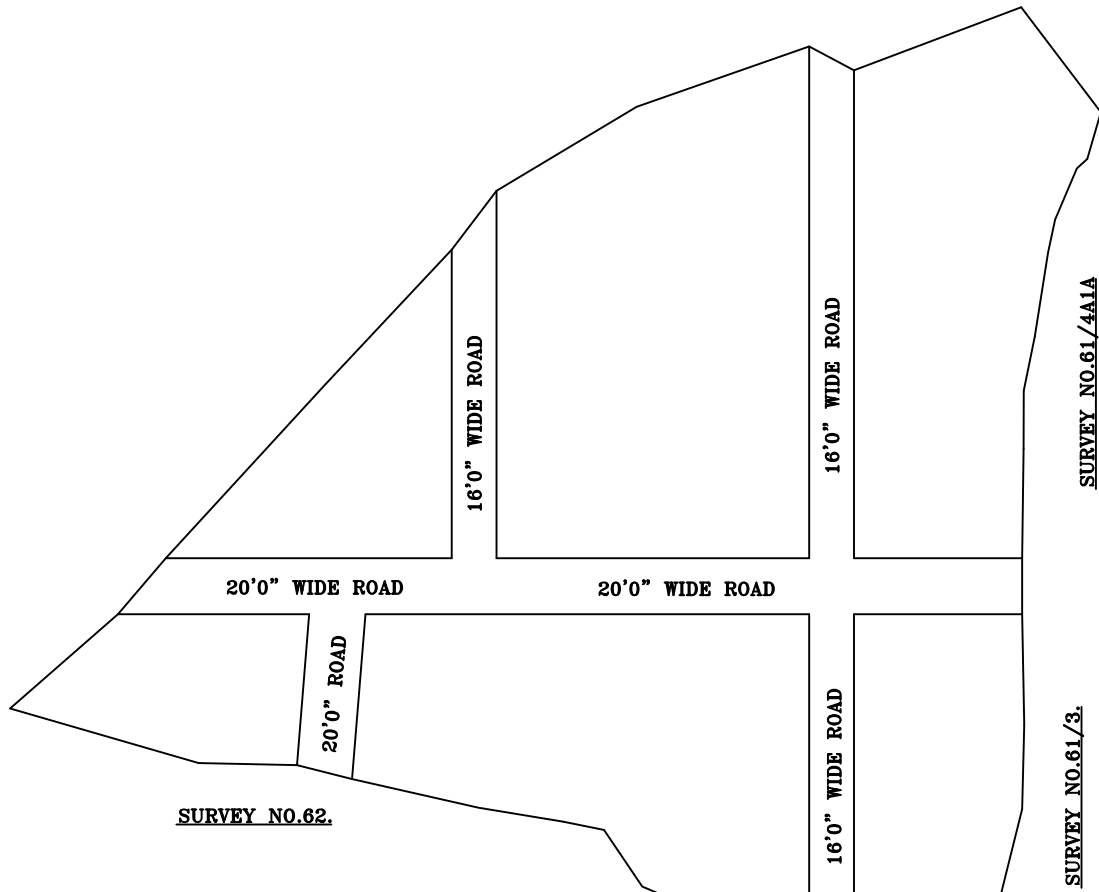 16'0" WIDE ROAD
16'0" WIDE ROAD
SURVEY NO.61/4A1A
20'0" WIDE ROAD
20'0" WIDE ROAD
20'0" ROAD
16'0" WIDE ROAD
SURVEY NO.61/3.
SURVEY NO.62.